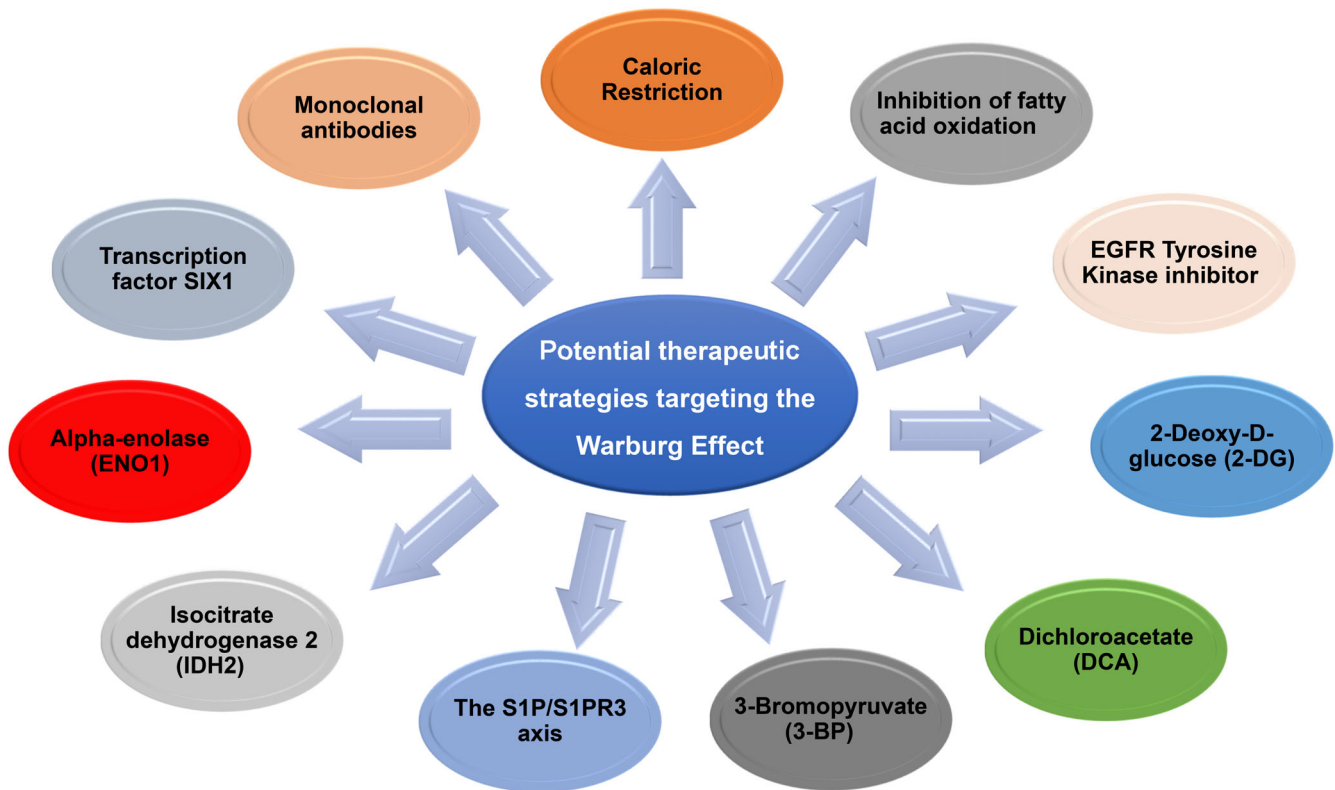 Caloric
Restriction
Monoclonal
antibodies
Inhibition of fatty
acid oxidation
Transcription
factor SIX1
EGFR Tyrosine
Kinase inhibitor
Potential therapeutic
strategies targeting the
Warburg Effect
Alpha-enolase
(ENO1)
2-Deoxy-D-
glucose (2-DG)
Isocitrate
dehydrogenase 2
(IDH2)
Dichloroacetate
(DCA)
The S1P/S1PR3
axis
3-Bromopyruvate
(3-BP)